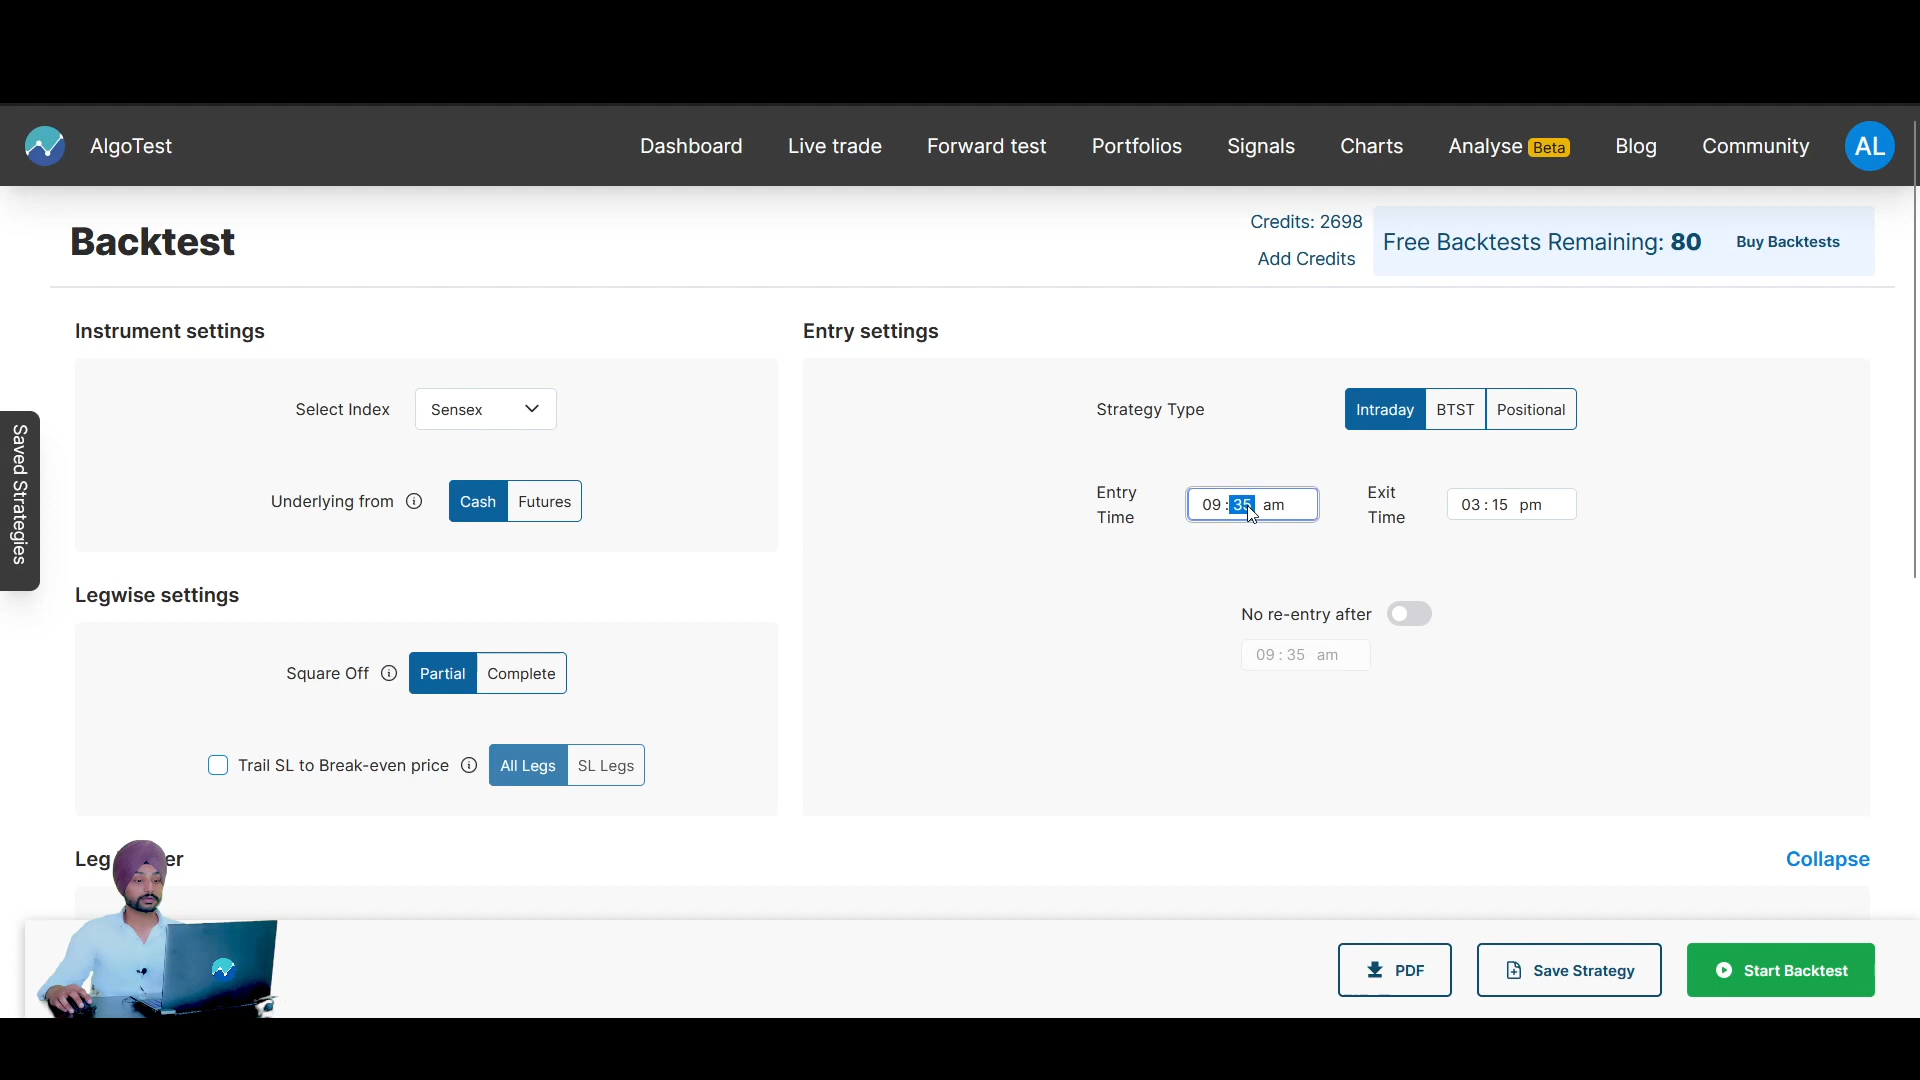 AlgoTest
Dashboard Live trade Forward test Portfolios Signals Charts Analyse Beta Blog Community AL
Backtest
Credits: 2698
Add Credits
Free Backtests Remaining: 80 Buy Backtests
Instrument settings
Select Index Sensex
Underlying from Cash Futures
Saved Strategies
Legwise settings
Square Off Partial Complete
Trail SL to Break-even price All Legs SL Legs
Entry settings
Strategy Type Intraday BTST Positional
Entry Time 09:35 am Exit Time 03:15 pm
No re-entry after
09:35 am
Leg er
Collapse
PDF Save Strategy Start Backtest